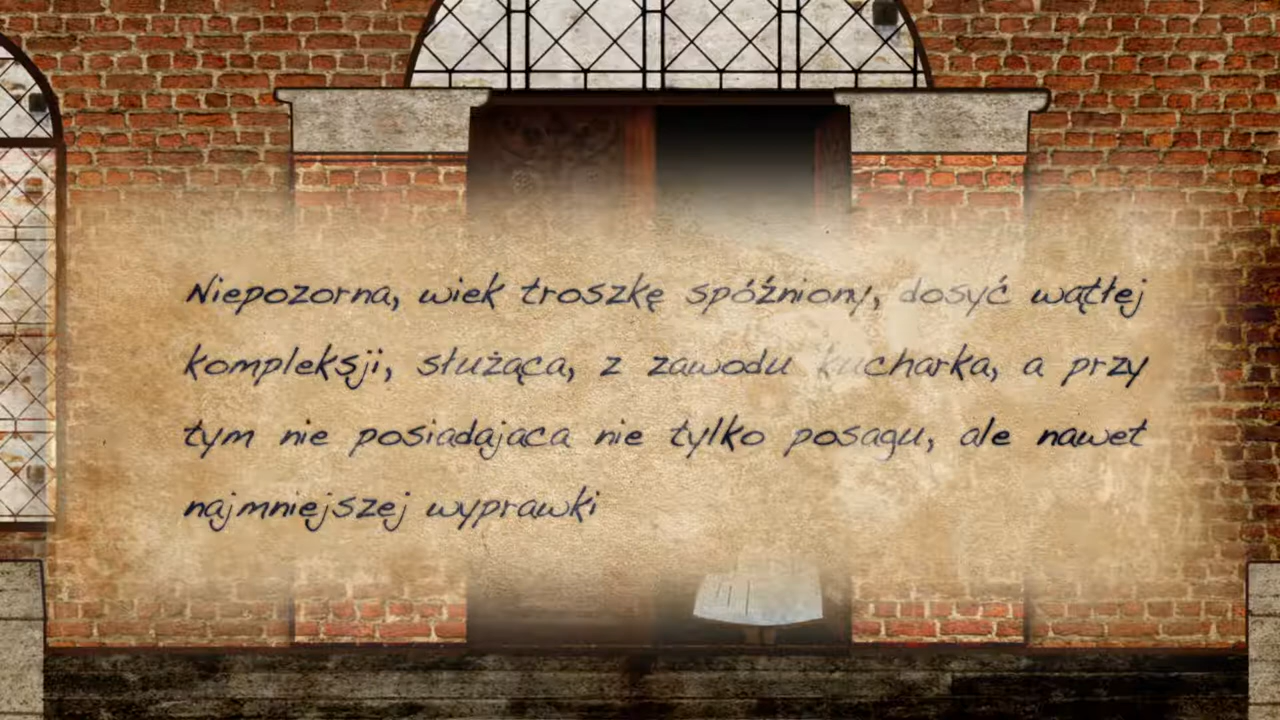 Niepozorna, wiek troszkę spóźniony, dosyć wątłej
kompleksji, służąca, z zawodu kucharka, a przy
tym nie posiadająca nie tylko posagu, ale nawet
najmniejszej wyprawki